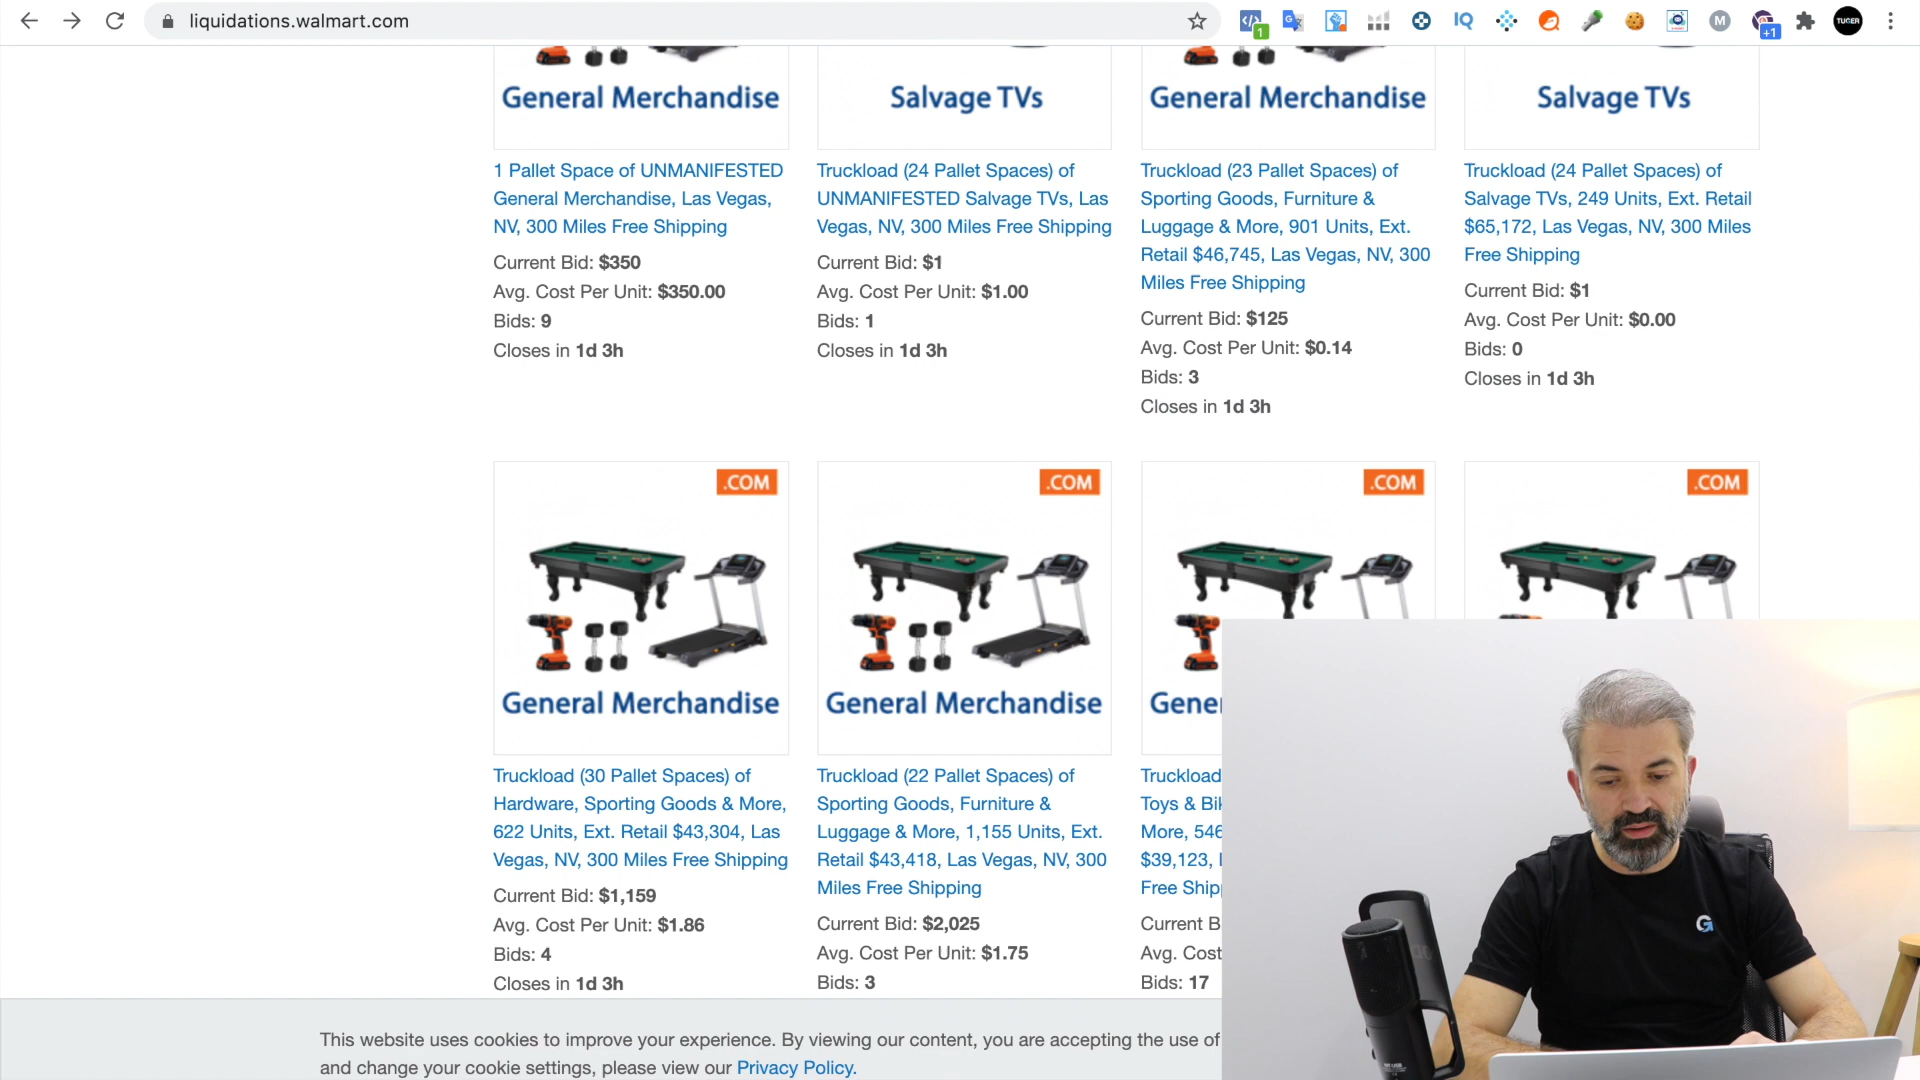 liquidations.walmart.com
1
IQ
M
+1
TUGER
General Merchandise
Salvage TVs
General Merchandise
Salvage TVs
1 Pallet Space of UNMANIFESTED
General Merchandise, Las Vegas,
NV, 300 Miles Free Shipping
Current Bid: $350
Avg. Cost Per Unit: $350.00
Bids: 9
Closes in 1d 3h
Truckload (24 Pallet Spaces) of
UNMANIFESTED Salvage TVs, Las
Vegas, NV, 300 Miles Free Shipping
Current Bid: $1
Avg. Cost Per Unit: $1.00
Bids: 1
Closes in 1d 3h
Truckload (23 Pallet Spaces) of
Sporting Goods, Furniture &
Luggage & More, 901 Units, Ext.
Retail $46,745, Las Vegas, NV, 300
Miles Free Shipping
Current Bid: $125
Avg. Cost Per Unit: $0.14
Bids: 3
Closes in 1d 3h
Truckload (24 Pallet Spaces) of
Salvage TVs, 249 Units, Ext. Retail
$65,172, Las Vegas, NV, 300 Miles
Free Shipping
Current Bid: $1
Avg. Cost Per Unit: $0.00
Bids: 0
Closes in 1d 3h
.COM
.COM
.COM
.COM
General Merchandise
General Merchandise
Gene
Truckload (30 Pallet Spaces) of
Hardware, Sporting Goods & More,
622 Units, Ext. Retail $43,304, Las
Vegas, NV, 300 Miles Free Shipping
Current Bid: $1,159
Avg. Cost Per Unit: $1.86
Bids: 4
Closes in 1d 3h
Truckload (22 Pallet Spaces) of
Sporting Goods, Furniture &
Luggage & More, 1,155 Units, Ext.
Retail $43,418, Las Vegas, NV, 300
Miles Free Shipping
Current Bid: $2,025
Avg. Cost Per Unit: $1.75
Bids: 3
Truckload
Toys & Bi
More, 546
$39,123,
Free Ship
Current B
Avg. Cost
Bids: 17
This website uses cookies to improve your experience. By viewing our content, you are accepting the use of
and change your cookie settings, please view our Privacy Policy.
G